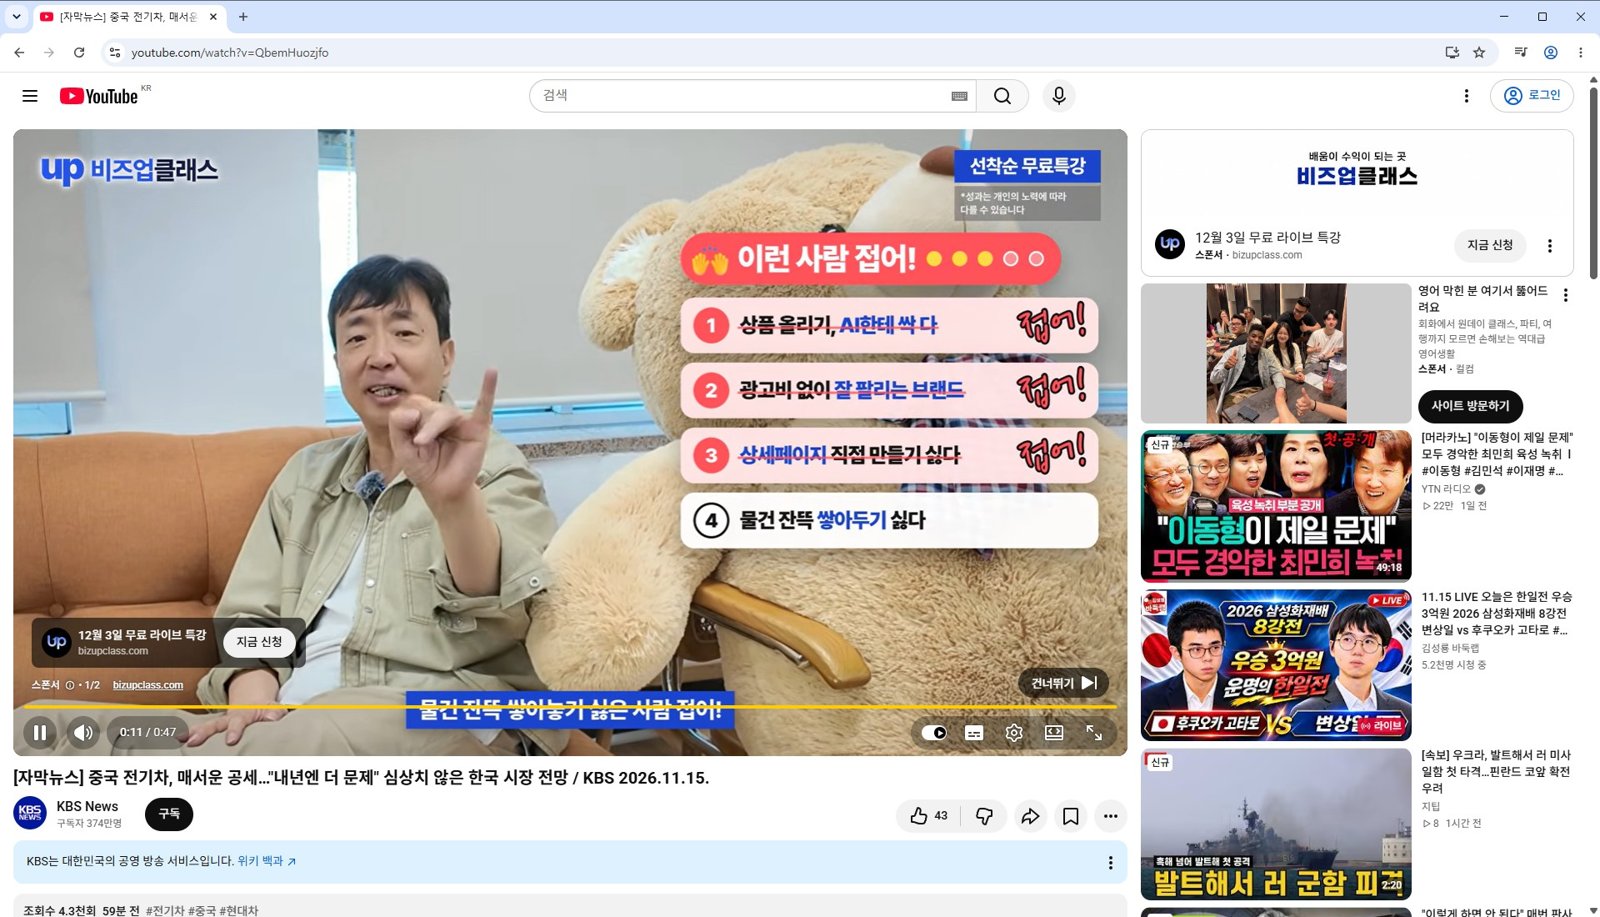 [자막뉴스] 중국 전기차, 매서운
youtube.com/watch?v=QbemHuozjfo
YouTube KR
검색
로그인
up 비즈업클래스
선착순 무료특강
*성과는 개인의 노력에 따라
다를 수 있습니다
이런 사람 접어!
1 상품 올리기, AI한테 싹 다 접어!
2 광고비 없이 잘 팔리는 브랜드 접어!
3 상세페이지 직접 만들기 싫다 접어!
4 물건 잔뜩 쌓아두기 싫다
up 12월 3일 무료 라이브 특강
bizupclass.com
지금 신청
스폰서 · 1/2 bizupclass.com
건너뛰기
물건 잔뜩 쌓아놓기 싫은 사람 접어!
0:11 / 0:47
[자막뉴스] 중국 전기차, 매서운 공세..."내년엔 더 문제" 심상치 않은 한국 시장 전망 / KBS 2026.11.15.
KBS NEWS
KBS News
구독자 374만명
구독
43
KBS는 대한민국의 공영 방송 서비스입니다. 위키 백과
조회수 4.3천회 59분 전 #전기차 #중국 #현대차
배움이 수익이 되는 곳
비즈업클래스
up
12월 3일 무료 라이브 특강
스폰서 · bizupclass.com
지금 신청
영어 막힌 분 여기서 뚫어드
려요
회화에서 원데이 클래스, 파티, 여
행까지 모르면 손해보는 역대급
영어생활
스폰서 · 컬컴
사이트 방문하기
신규
첫·공·개
육성 녹취 부분 공개
"이동형이 제일 문제"
모두 경악한 최민희 녹취!
49:18
[머라카노] "이동형이 제일 문제"
모두 경악한 최민희 육성 녹취 ㅣ
#이동형 #김민석 #이재명 #...
YTN 라디오
22만 1일 전
LIVE
2026 삼성화재배
8강전
우승 3억원
운명의 한일전
후쿠오카 고타로 VS 변상일
라이브
11.15 LIVE 오늘은 한일전 우승
3억원 2026 삼성화재배 8강전
변상일 vs 후쿠오카 고타로 #...
김성룡 바둑랩
5.2천명 시청 중
신규
흑해 넘어 발트해 첫 공격
발트해서 러 군함 피격
2:20
[속보] 우크라, 발트해서 러 미사
일함 첫 타격...핀란드 코앞 확전
우려
지팁
8 1시간 전
"이렇게 하면 안 된다" 매번 판사